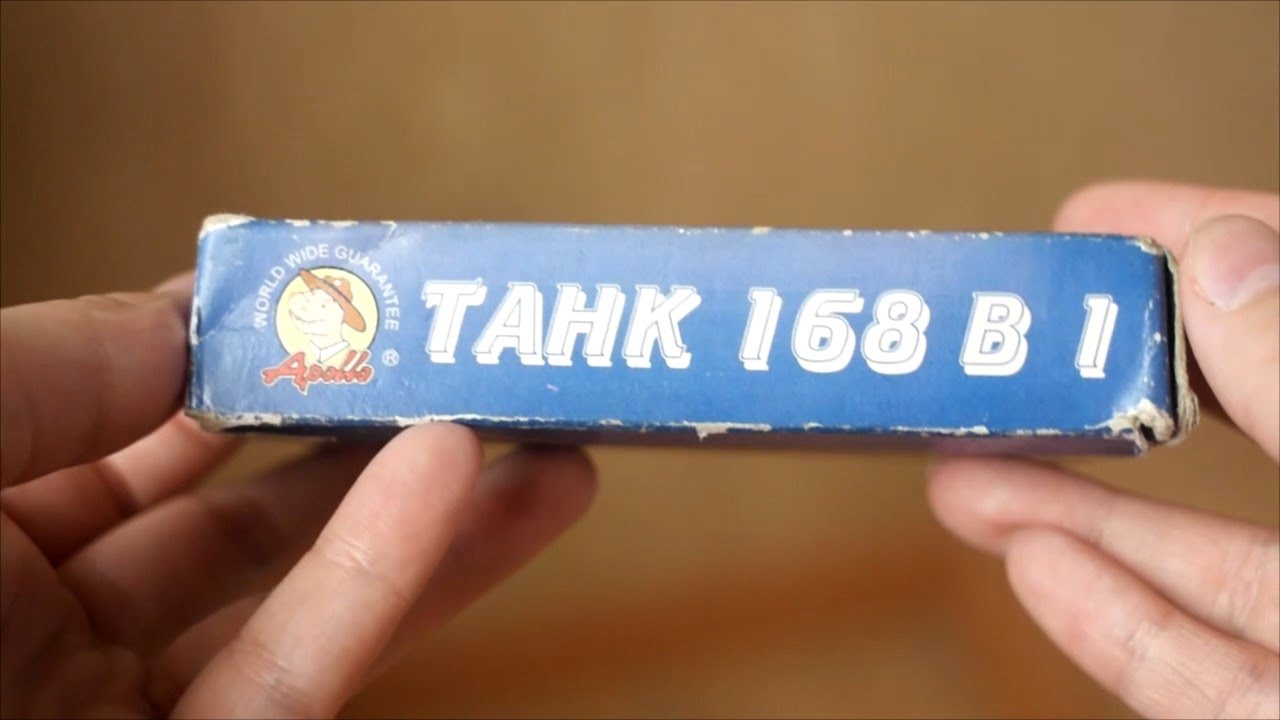 WORLD WIDE GUARANTEE
Apollo ®
ТАНК 168 В 1